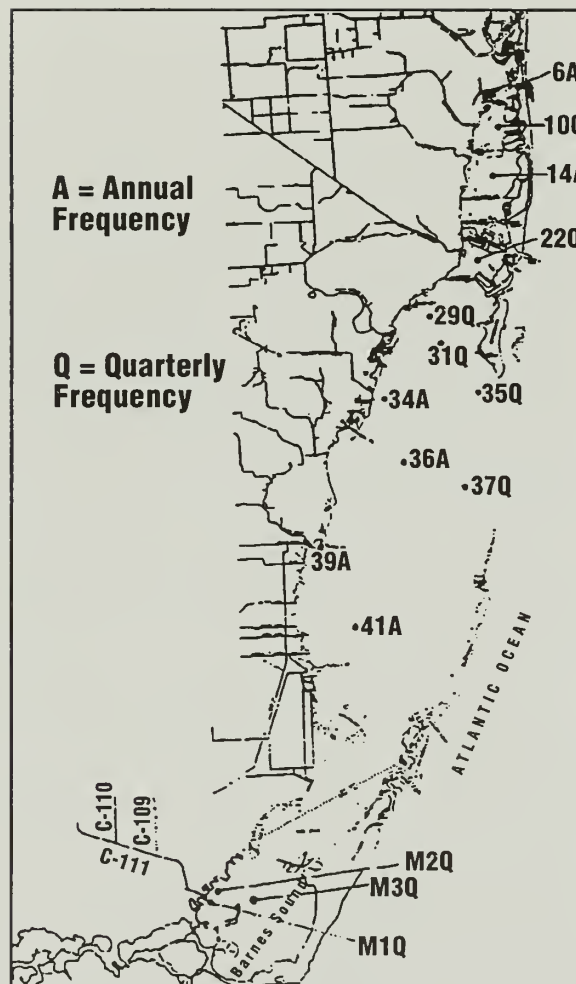 6A
10Q
14A
A = Annual
Frequency
22Q
29Q
31Q
Q = Quarterly
Frequency
34A
35Q
36A
37Q
39A
41A
ATLANTIC OCEAN
C-110
C-109
C-111
M2Q
M3Q
Barnes Sound
M1Q